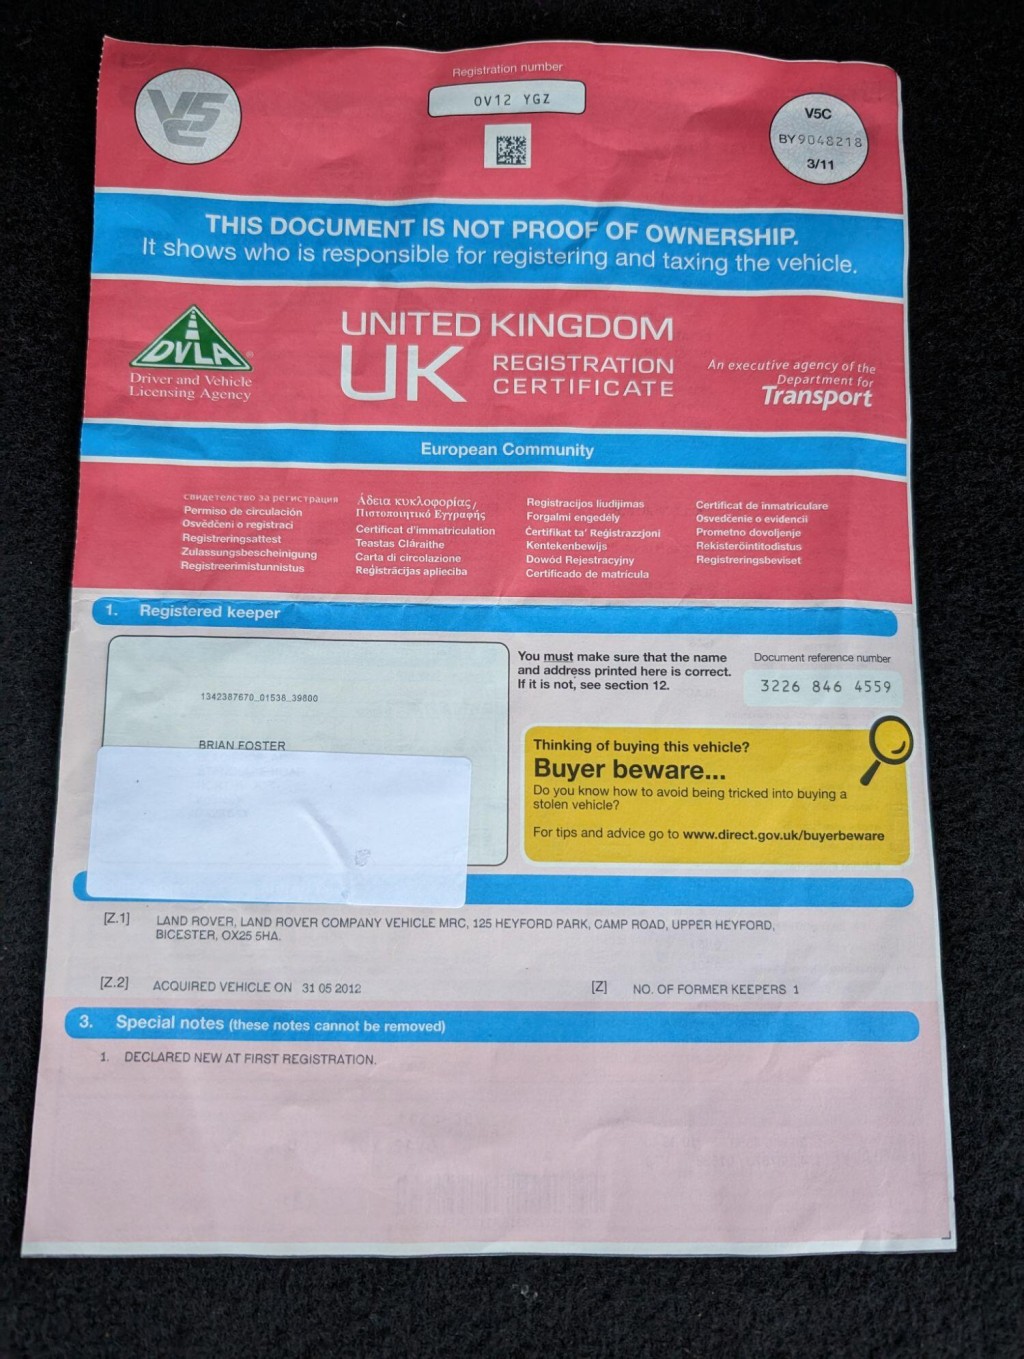 V5C
Registration number
OV12 YGZ
V5C
BY9048218
3/11
THIS DOCUMENT IS NOT PROOF OF OWNERSHIP.
It shows who is responsible for registering and taxing the vehicle.
DVLA
Driver and Vehicle
Licensing Agency
UNITED KINGDOM
UK REGISTRATION
CERTIFICATE
An executive agency of the
Department for
Transport
European Community
свидетелство за регистрация
Permiso de circulación
Osvědčeni o registraci
Registreringsattest
Zulassungsbescheinigung
Registreerimistunnistus
Άδεια κυκλοφορίας /
Πιστοποιητικό Εγγραφής
Certificat d'immatriculation
Teastas Cláraithe
Carta di circolazione
Reģistrācijas apliecība
Registracijos liudijimas
Forgalmi engedély
Ċertifikat ta' Reġistrazzjoni
Kentekenbewijs
Dowód Rejestracyjny
Certificado de matrícula
Certificat de inmatriculare
Osvedčenie o evidencii
Prometno dovoljenje
Rekisteröintitodistus
Registreringsbeviset
1. Registered keeper
1342387670_01538_39800
BRIAN FOSTER
You must make sure that the name
and address printed here is correct.
If it is not, see section 12.
Document reference number
3226 846 4559
Thinking of buying this vehicle?
Buyer beware...
Do you know how to avoid being tricked into buying a
stolen vehicle?
For tips and advice go to www.direct.gov.uk/buyerbeware
[Z.1] LAND ROVER, LAND ROVER COMPANY VEHICLE MRC, 125 HEYFORD PARK, CAMP ROAD, UPPER HEYFORD,
BICESTER, OX25 5HA.
[Z.2] ACQUIRED VEHICLE ON 31 05 2012
[Z] NO. OF FORMER KEEPERS 1
3. Special notes (these notes cannot be removed)
1. DECLARED NEW AT FIRST REGISTRATION.